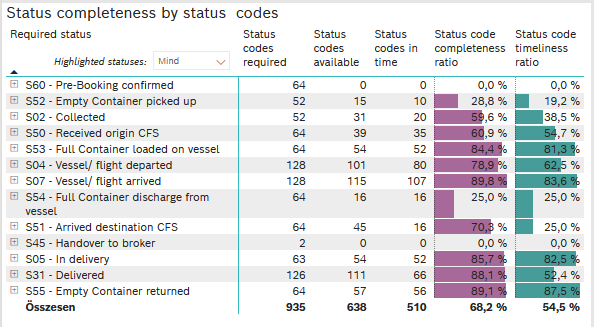 Status completeness by status codes
Required status Status codes required Status codes available Status codes in time Status code completeness ratio Status code timeliness ratio
Highlighted statuses: Mind
S60 - Pre-Booking confirmed 64 0 0 0,0 % 0,0 %
S52 - Empty Container picked up 52 15 10 28,8 % 19,2 %
S02 - Collected 52 31 20 59,6 % 38,5 %
S50 - Received origin CFS 64 39 35 60,9 % 54,7 %
S53 - Full Container loaded on vessel 64 54 52 84,4 % 81,3 %
S04 - Vessel/ flight departed 128 101 80 78,9 % 62,5 %
S07 - Vessel/ flight arrived 128 115 107 89,8 % 83,6 %
S54 - Full Container discharge from vessel 64 16 16 25,0 % 25,0 %
S51 - Arrived destination CFS 64 45 16 70,3 % 25,0 %
S45 - Handover to broker 2 0 0 0,0 % 0,0 %
S05 - In delivery 63 54 52 85,7 % 82,5 %
S31 - Delivered 126 111 66 88,1 % 52,4 %
S55 - Empty Container returned 64 57 56 89,1 % 87,5 %
Összesen 935 638 510 68,2 % 54,5 %